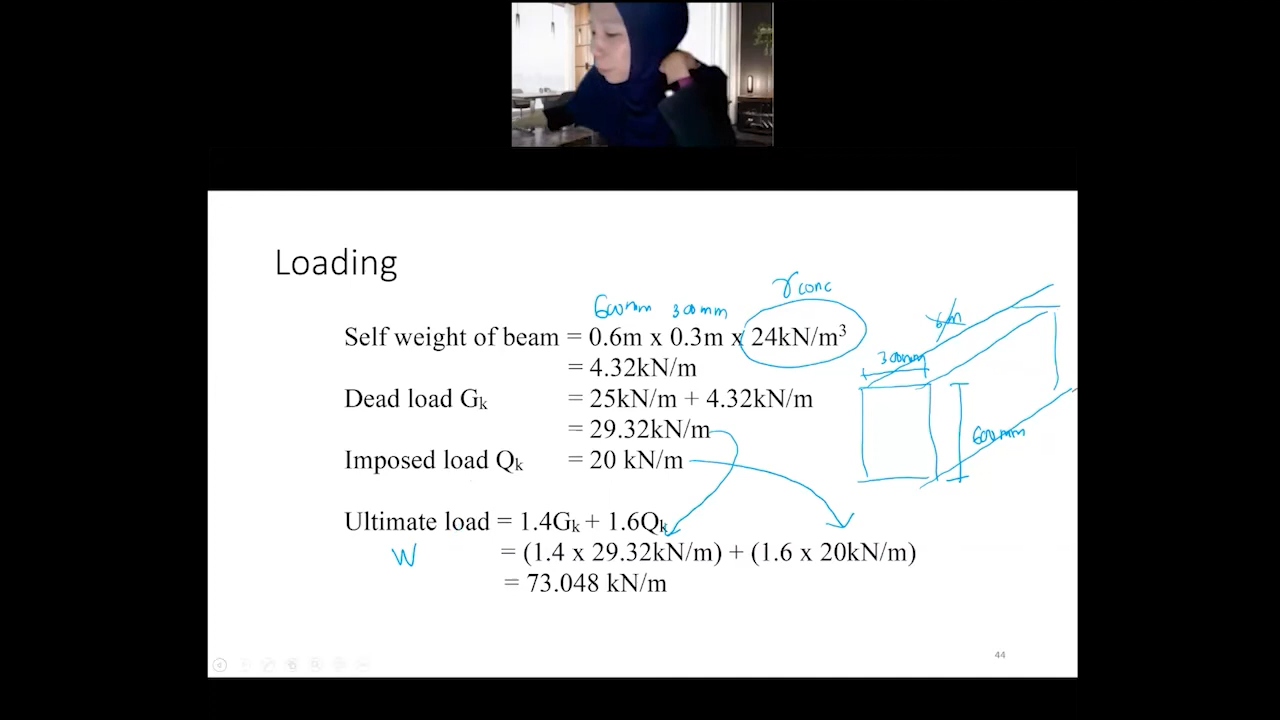 Loading
γconc
600mm 300mm
Self weight of beam = 0.6m x 0.3m x 24kN/m³
= 4.32kN/m
Dead load Gk = 25kN/m + 4.32kN/m
= 29.32kN/m
Imposed load Qk = 20 kN/m
Ultimate load = 1.4Gk + 1.6Qk
W = (1.4 x 29.32kN/m) + (1.6 x 20kN/m)
= 73.048 kN/m
300mm
600mm
44